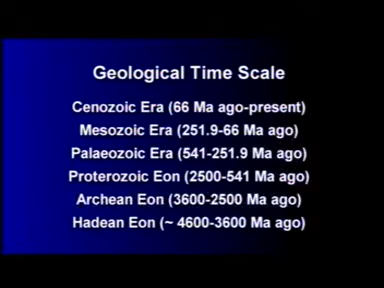 Geological Time Scale
Cenozoic Era (66 Ma ago-present)
Mesozoic Era (251.9-66 Ma ago)
Palaeozoic Era (541-251.9 Ma ago)
Proterozoic Eon (2500-541 Ma ago)
Archean Eon (3600-2500 Ma ago)
Hadean Eon (~ 4600-3600 Ma ago)